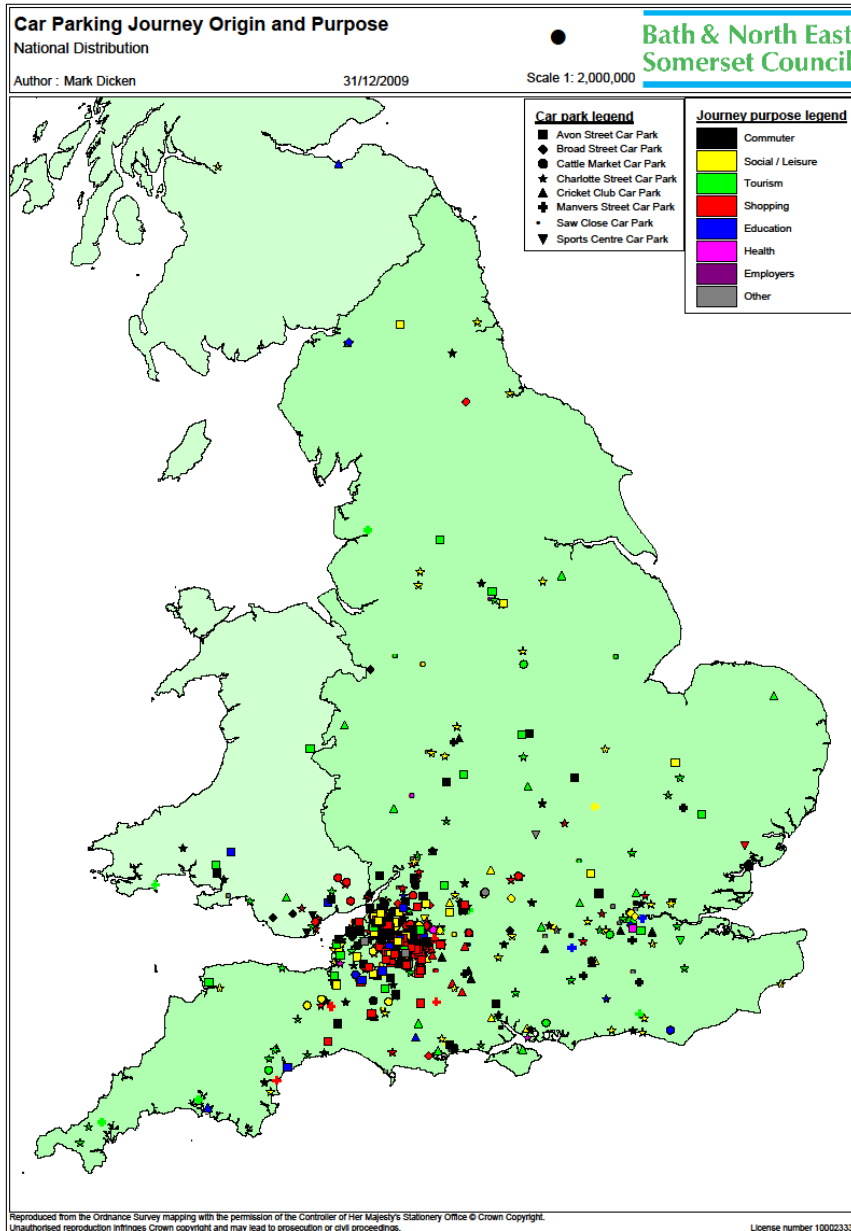 Car Parking Journey Origin and Purpose
National Distribution
Author : Mark Dicken
31/12/2009
Scale 1: 2,000,000
Bath & North East
Somerset Council
Car park legend
Avon Street Car Park
Broad Street Car Park
Cattle Market Car Park
Charlotte Street Car Park
Cricket Club Car Park
Manvers Street Car Park
Saw Close Car Park
Sports Centre Car Park
Journey purpose legend
Commuter
Social / Leisure
Tourism
Shopping
Education
Health
Employers
Other
Reproduced from the Ordnance Survey mapping with the permission of the Controller of Her Majesty's Stationery Office © Crown Copyright.
Unauthorised reproduction infringes Crown copyright and may lead to prosecution or civil proceedings.
License number 10002333